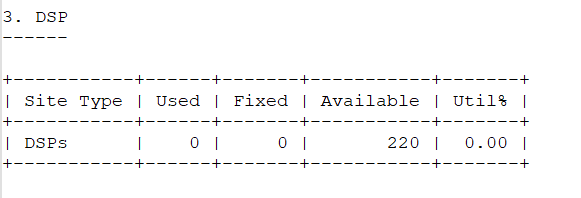 3. DSP
------
+-----------+------+-------+-----------+-------+
| Site Type | Used | Fixed | Available | Util% |
+-----------+------+-------+-----------+-------+
| DSPs      |    0 |     0 |       220 |  0.00 |
+-----------+------+-------+-----------+-------+